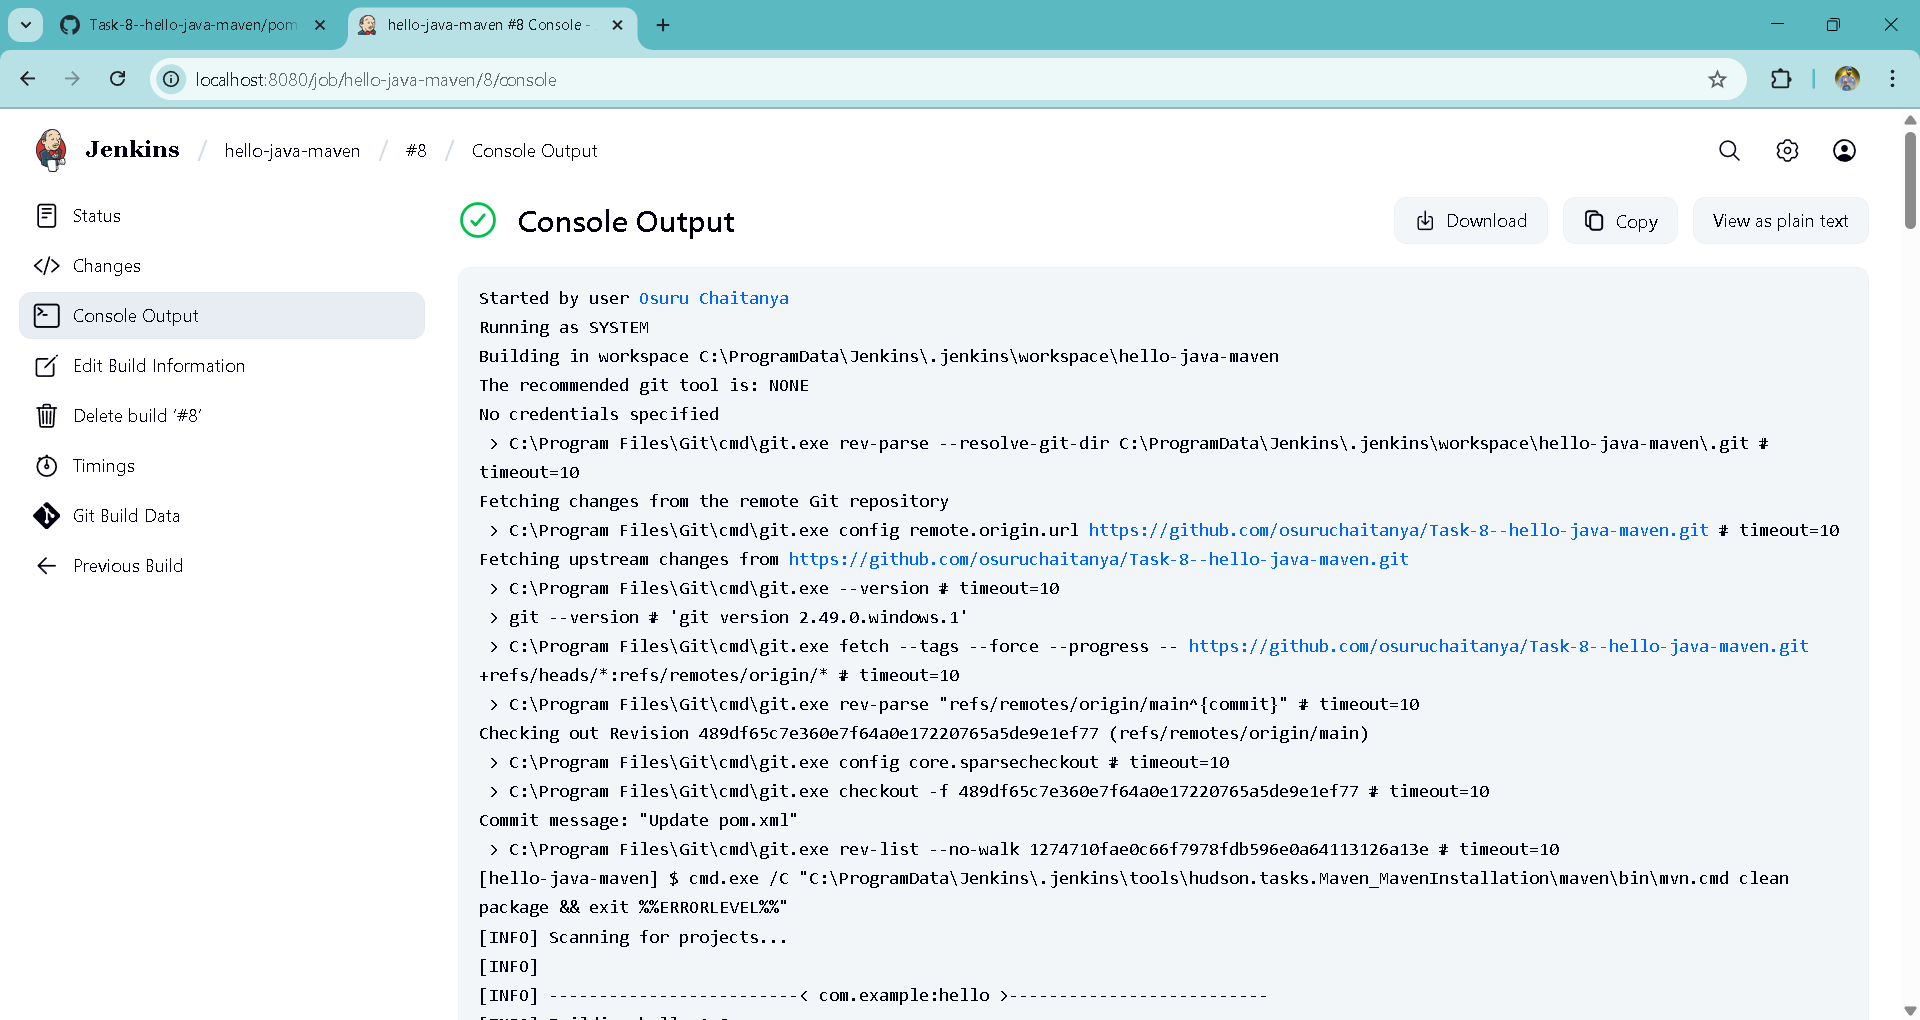 Task-8--hello-java-maven/pom
hello-java-maven #8 Console -
localhost:8080/job/hello-java-maven/8/console
Jenkins / hello-java-maven / #8 / Console Output
Status
Changes
Console Output
Edit Build Information
Delete build ‘#8’
Timings
Git Build Data
Previous Build
Console Output
Download
Copy
View as plain text
Started by user Osuru Chaitanya
Running as SYSTEM
Building in workspace C:\ProgramData\Jenkins\.jenkins\workspace\hello-java-maven
The recommended git tool is: NONE
No credentials specified
> C:\Program Files\Git\cmd\git.exe rev-parse --resolve-git-dir C:\ProgramData\Jenkins\.jenkins\workspace\hello-java-maven\.git #
timeout=10
Fetching changes from the remote Git repository
> C:\Program Files\Git\cmd\git.exe config remote.origin.url https://github.com/osuruchaitanya/Task-8--hello-java-maven.git # timeout=10
Fetching upstream changes from https://github.com/osuruchaitanya/Task-8--hello-java-maven.git
> C:\Program Files\Git\cmd\git.exe --version # timeout=10
> git --version # 'git version 2.49.0.windows.1'
> C:\Program Files\Git\cmd\git.exe fetch --tags --force --progress -- https://github.com/osuruchaitanya/Task-8--hello-java-maven.git
+refs/heads/*:refs/remotes/origin/* # timeout=10
> C:\Program Files\Git\cmd\git.exe rev-parse "refs/remotes/origin/main^{commit}" # timeout=10
Checking out Revision 489df65c7e360e7f64a0e17220765a5de9e1ef77 (refs/remotes/origin/main)
> C:\Program Files\Git\cmd\git.exe config core.sparsecheckout # timeout=10
> C:\Program Files\Git\cmd\git.exe checkout -f 489df65c7e360e7f64a0e17220765a5de9e1ef77 # timeout=10
Commit message: "Update pom.xml"
> C:\Program Files\Git\cmd\git.exe rev-list --no-walk 1274710fae0c66f7978fdb596e0a64113126a13e # timeout=10
[hello-java-maven] $ cmd.exe /C "C:\ProgramData\Jenkins\.jenkins\tools\hudson.tasks.Maven_MavenInstallation\maven\bin\mvn.cmd clean
package && exit %%ERRORLEVEL%%"
[INFO] Scanning for projects...
[INFO]
[INFO] -------------------------< com.example:hello >--------------------------